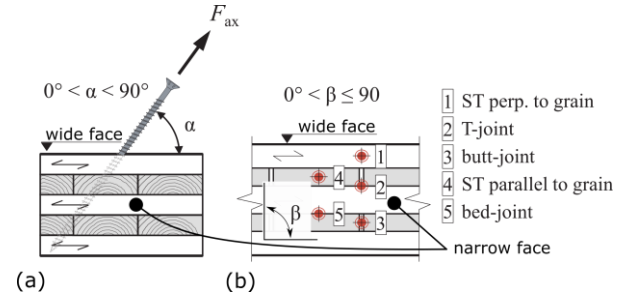 F ax
0° < α < 90°
wide face
α
(a)
0° < β ≤ 90
wide face
1
4
2
5
3
β
(b)
1 ST perp. to grain
2 T-joint
3 butt-joint
4 ST parallel to grain
5 bed-joint
narrow face